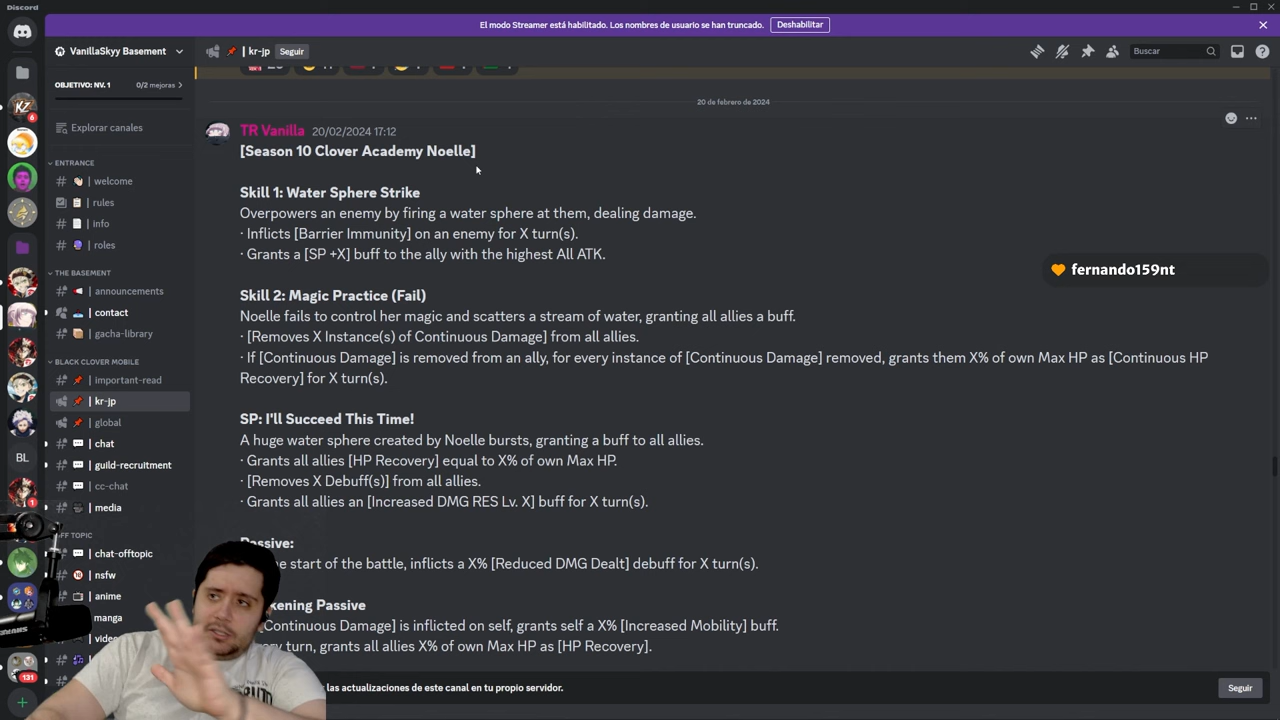 Discord
El modo Streamer está habilitado. Los nombres de usuario se han truncado.
Deshabilitar
VanillaSkyy Basement
kr-jp
Seguir
Buscar
OBJETIVO: NV. 1
0/2 mejoras
Explorar canales
ENTRANCE
welcome
rules
info
roles
THE BASEMENT
announcements
contact
gacha-library
BLACK CLOVER MOBILE
important-read
kr-jp
global
chat
guild-recruitment
cc-chat
media
OFF TOPIC
chat-offtopic
nsfw
anime
manga
BL
6
1
131
20 de febrero de 2024
TR Vanilla 20/02/2024 17:12
[Season 10 Clover Academy Noelle]
Skill 1: Water Sphere Strike
Overpowers an enemy by firing a water sphere at them, dealing damage.
· Inflicts [Barrier Immunity] on an enemy for X turn(s).
· Grants a [SP +X] buff to the ally with the highest All ATK.
Skill 2: Magic Practice (Fail)
Noelle fails to control her magic and scatters a stream of water, granting all allies a buff.
· [Removes X Instance(s) of Continuous Damage] from all allies.
· If [Continuous Damage] is removed from an ally, for every instance of [Continuous Damage] removed, grants them X% of own Max HP as [Continuous HP
Recovery] for X turn(s).
SP: I'll Succeed This Time!
A huge water sphere created by Noelle bursts, granting a buff to all allies.
· Grants all allies [HP Recovery] equal to X% of own Max HP.
· [Removes X Debuff(s)] from all allies.
· Grants all allies an [Increased DMG RES Lv. X] buff for X turn(s).
Passive:
start of the battle, inflicts a X% [Reduced DMG Dealt] debuff for X turn(s).
Passive
Continuous Damage] is inflicted on self, grants self a X% [Increased Mobility] buff.
turn, grants all allies X% of own Max HP as [HP Recovery].
las actualizaciones de este canal en tu propio servidor.
Seguir
fernando159nt